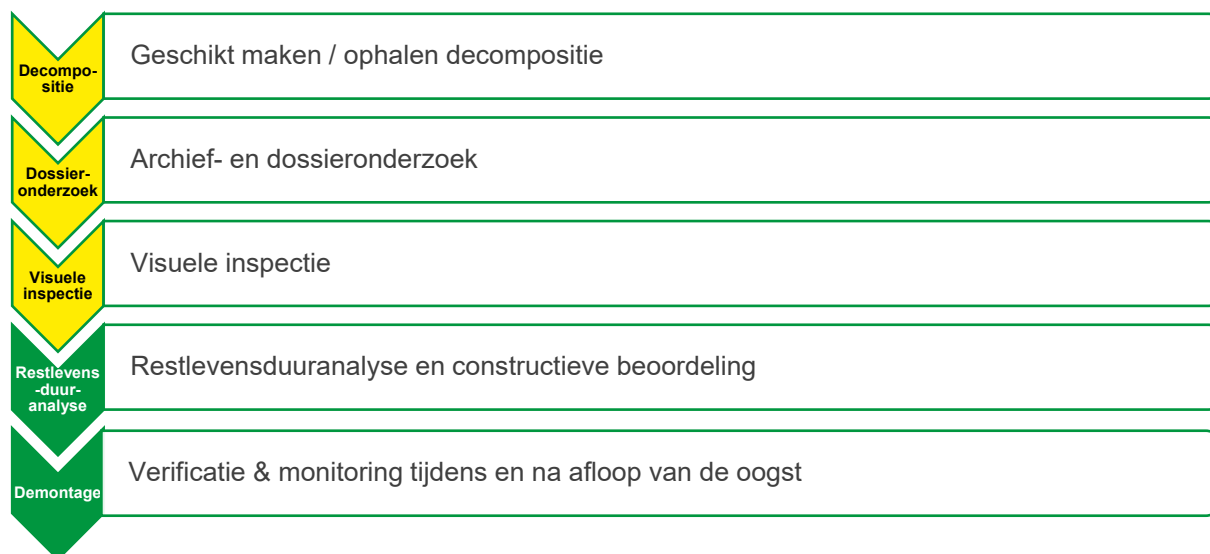 Decompo-
sitie
Geschikt maken / ophalen decompositie
Dossier-
onderzoek
Archief- en dossieronderzoek
Visuele
inspectie
Visuele inspectie
Restlevens
-duur-
analyse
Restlevensduuranalyse en constructieve beoordeling
Demontage
Verificatie & monitoring tijdens en na afloop van de oogst